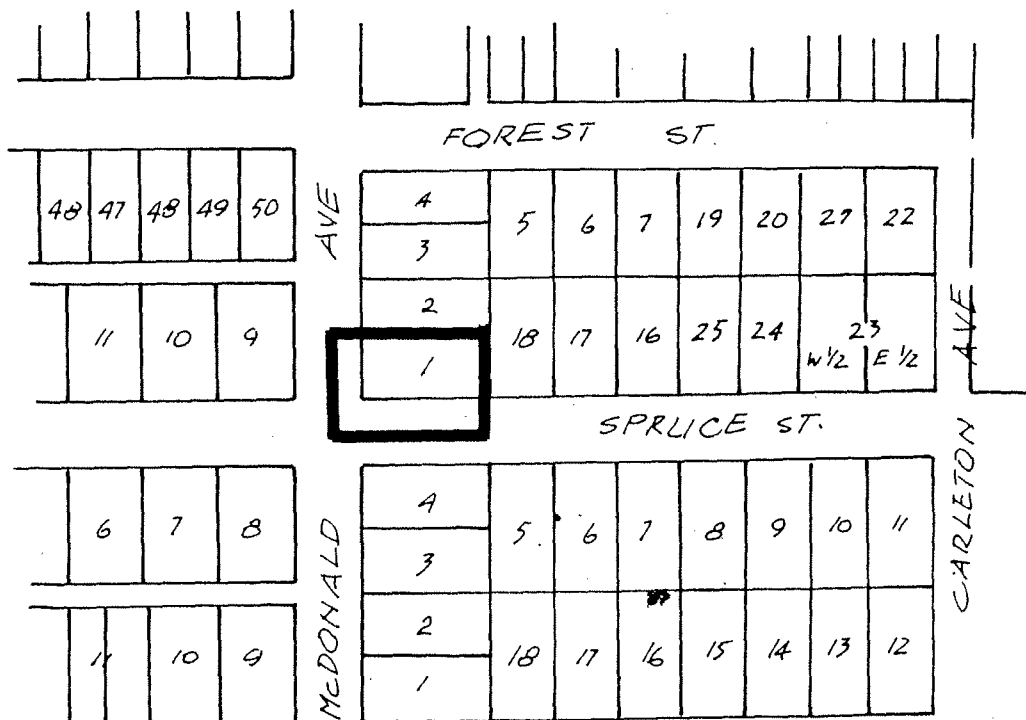 FOREST ST.
48 47 48 49 50
AVE
4
3
5 6 7 19 20 27 22
2
1
11 10 9
18 17 16 25 24 23
W 1/2 E 1/2
AVE
SPRUCE ST.
CARLETON
6 7 8
4
3
5 6 7 8 9 10 11
McDONALD
2
1
11 10 9
18 17 16 15 14 13 12